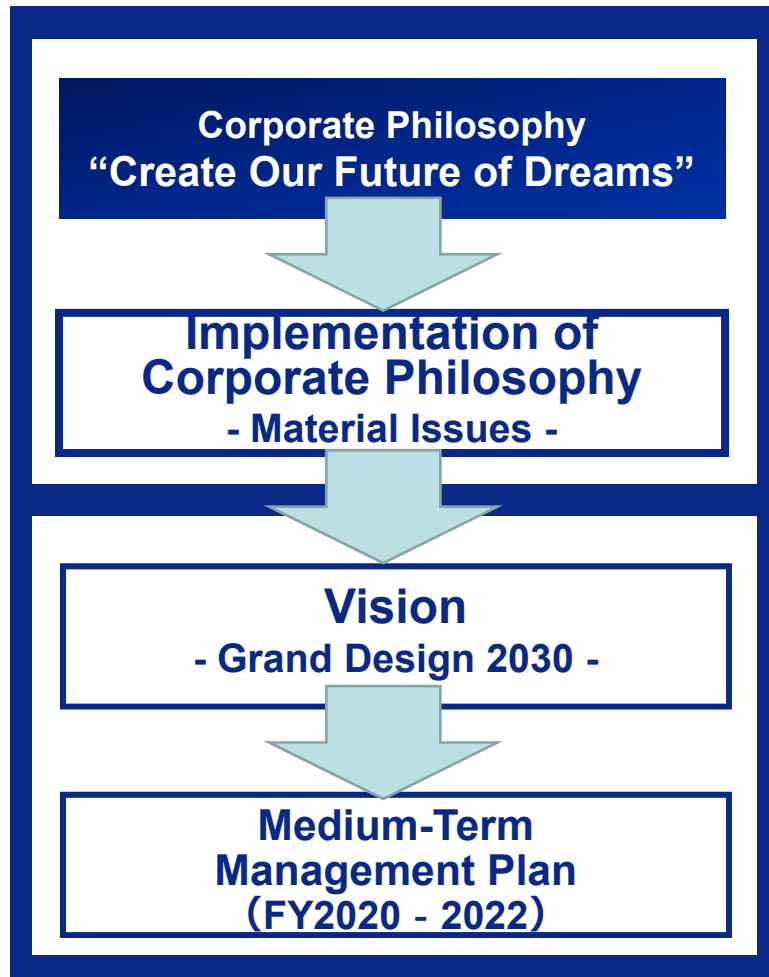 Corporate Philosophy
“Create Our Future of Dreams”
Implementation of
Corporate Philosophy
- Material Issues -
Vision
- Grand Design 2030 -
Medium-Term
Management Plan
（FY2020 - 2022）